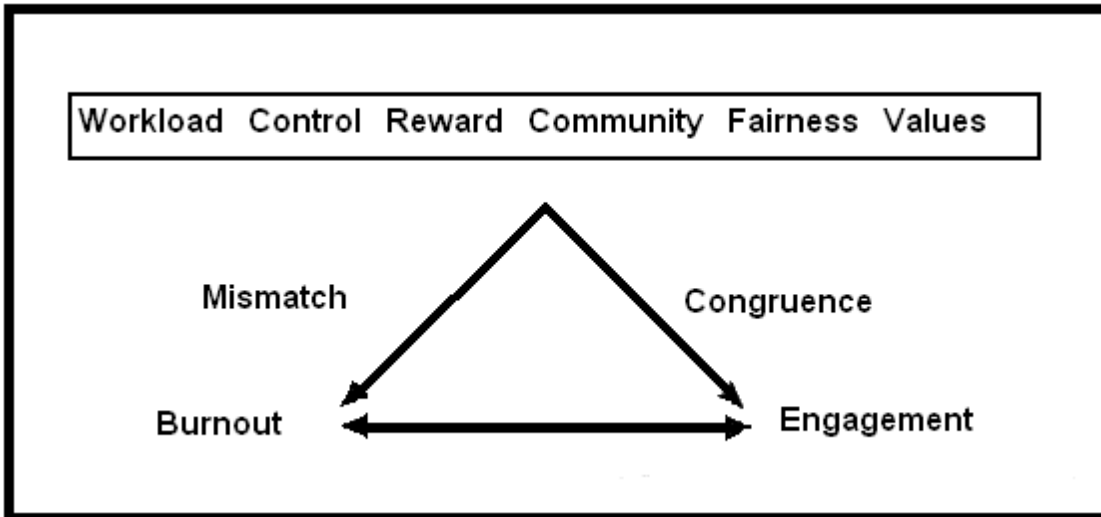 Workload Control Reward Community Fairness Values
Mismatch
Congruence
Burnout
Engagement